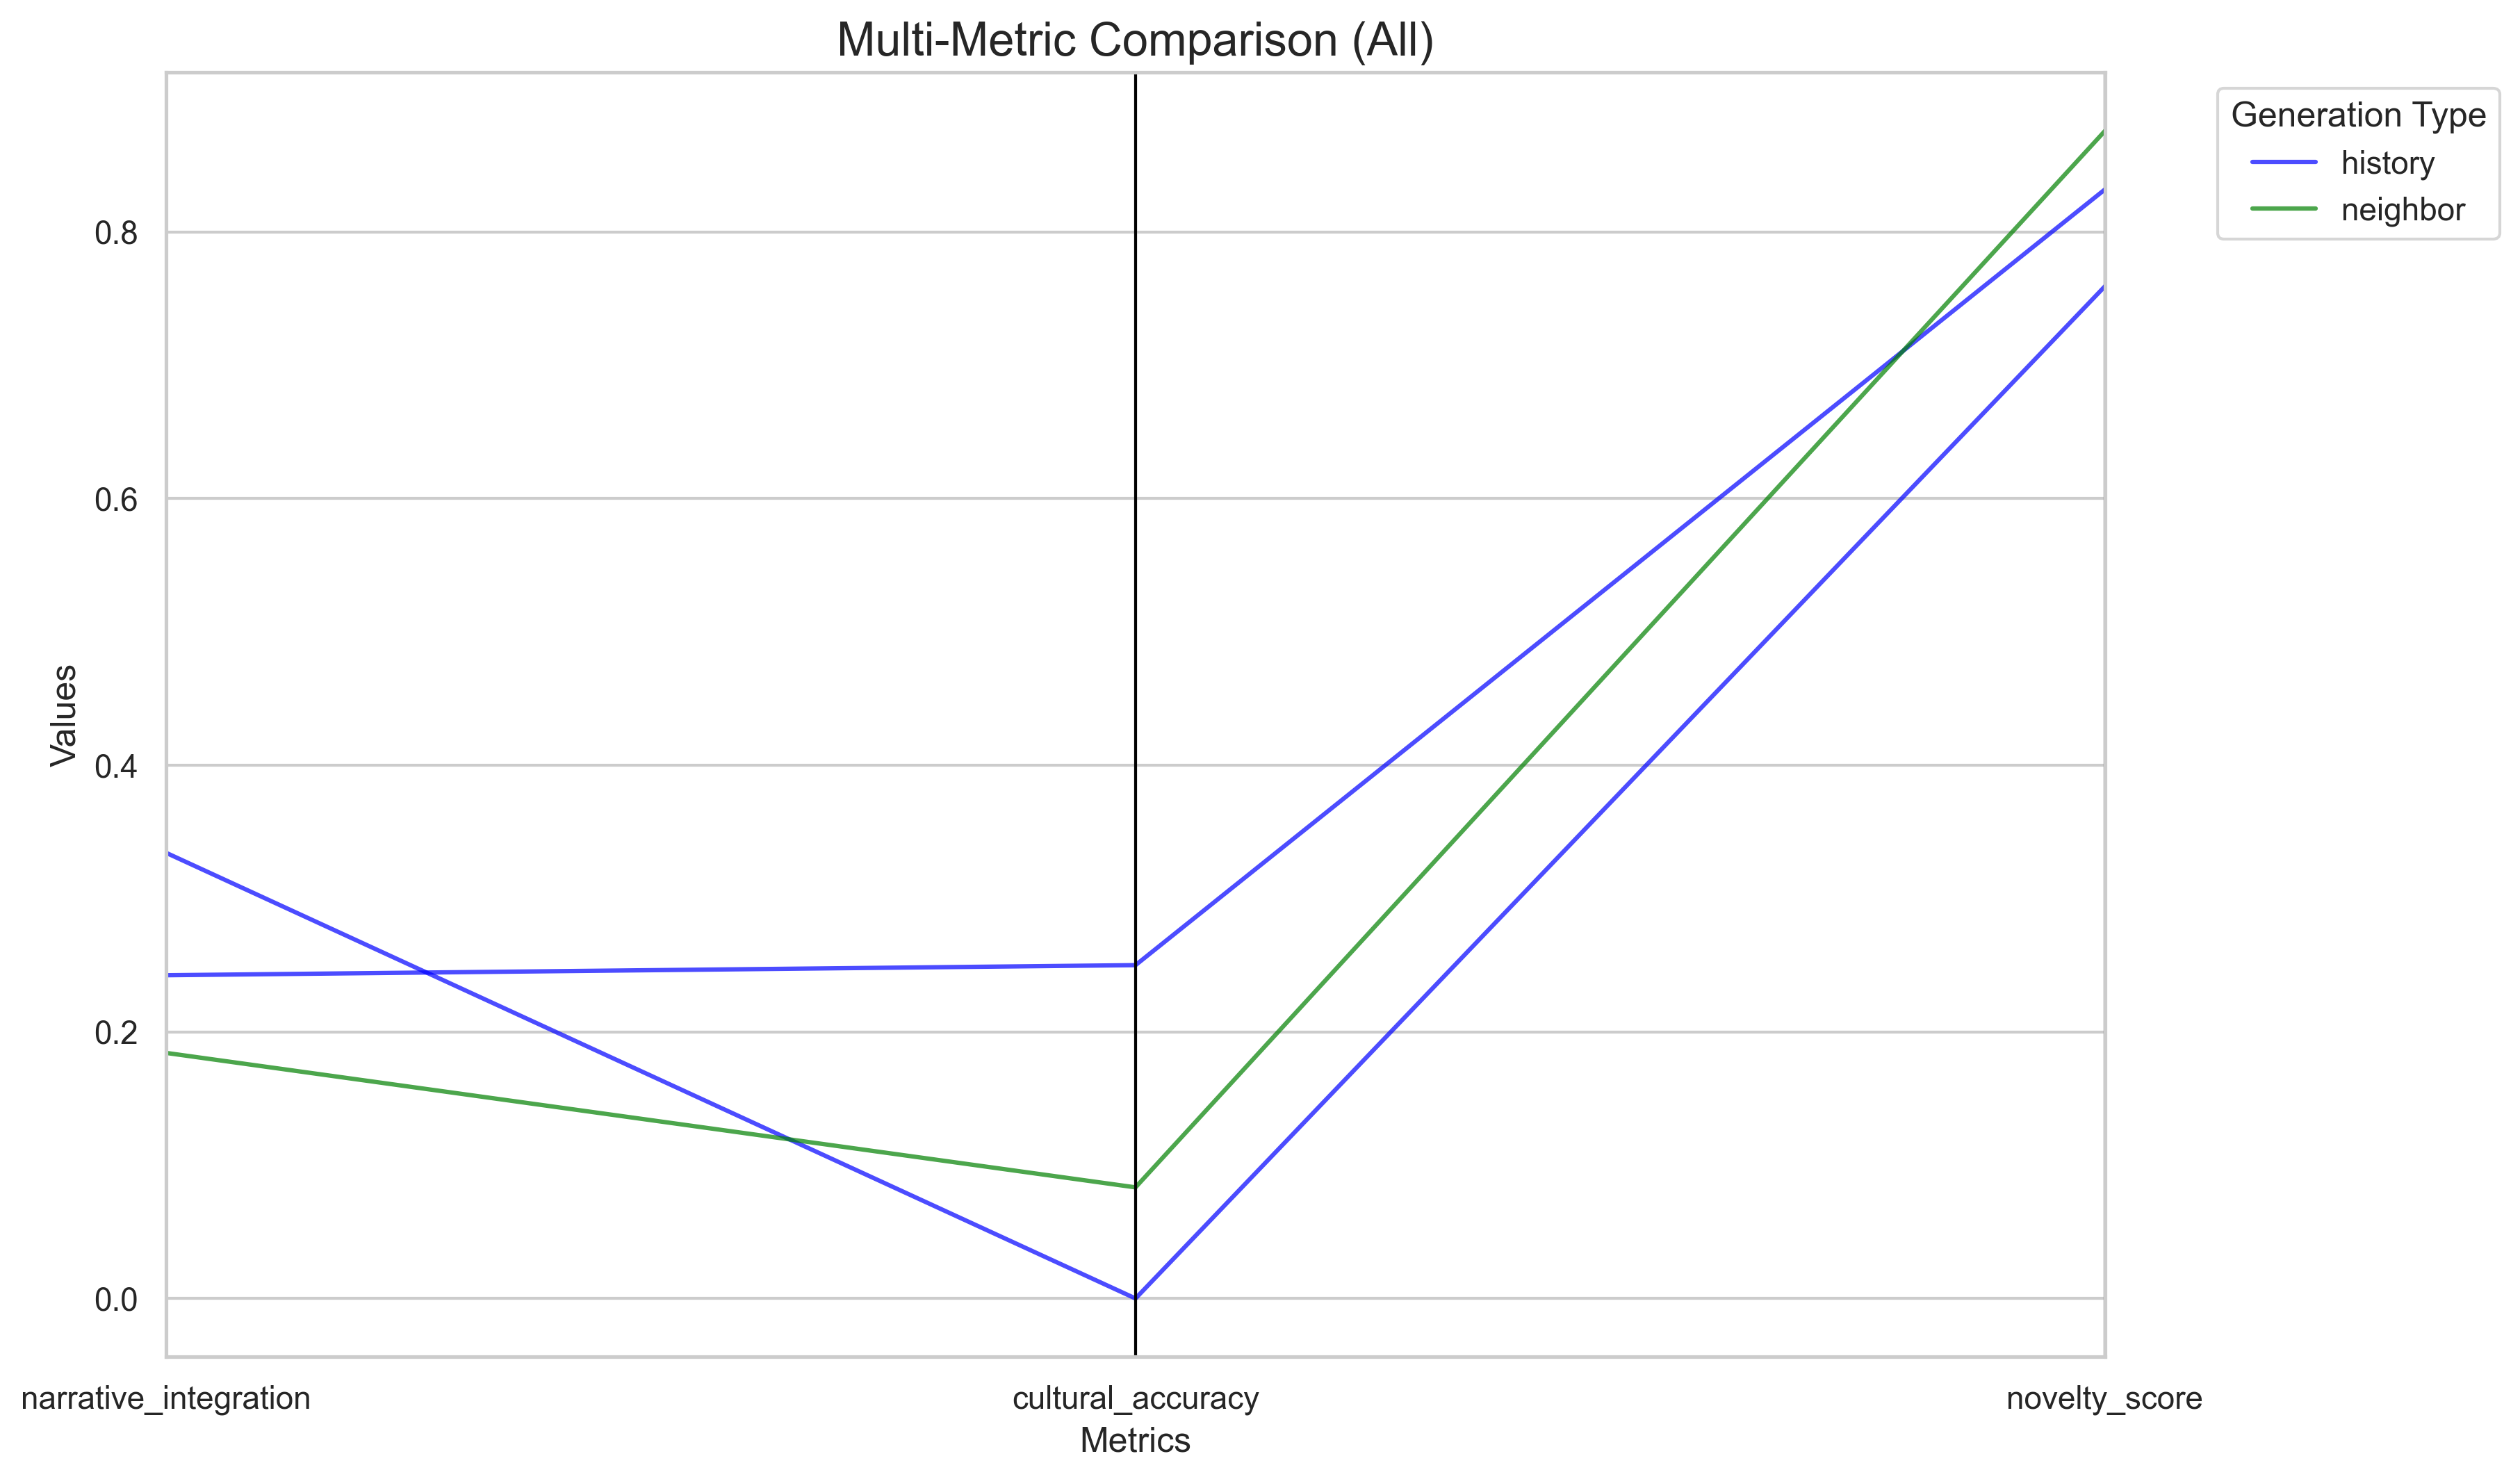 Multi-Metric Comparison (All)
Generation Type
history
neighbor
0.8
0.6
0.4
0.2
0.0
Values
narrative_integration
cultural_accuracy
novelty_score
Metrics